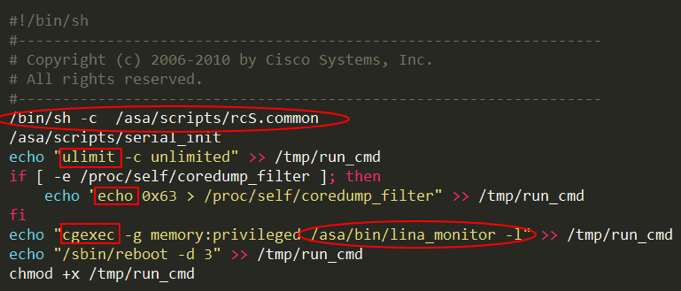 #!/bin/sh
#------------------------------------------------------------------
# Copyright (c) 2006-2010 by Cisco Systems, Inc.
# All rights reserved.
#------------------------------------------------------------------
/bin/sh -c  /asa/scripts/rcS.common
/asa/scripts/serial_init
echo "ulimit -c unlimited" >> /tmp/run_cmd
if [ -e /proc/self/coredump_filter ]; then
    echo "echo 0x63 > /proc/self/coredump_filter" >> /tmp/run_cmd
fi
echo "cgexec -g memory:privileged /asa/bin/lina_monitor -l" >> /tmp/run_cmd
echo "/sbin/reboot -d 3" >> /tmp/run_cmd
chmod +x /tmp/run_cmd